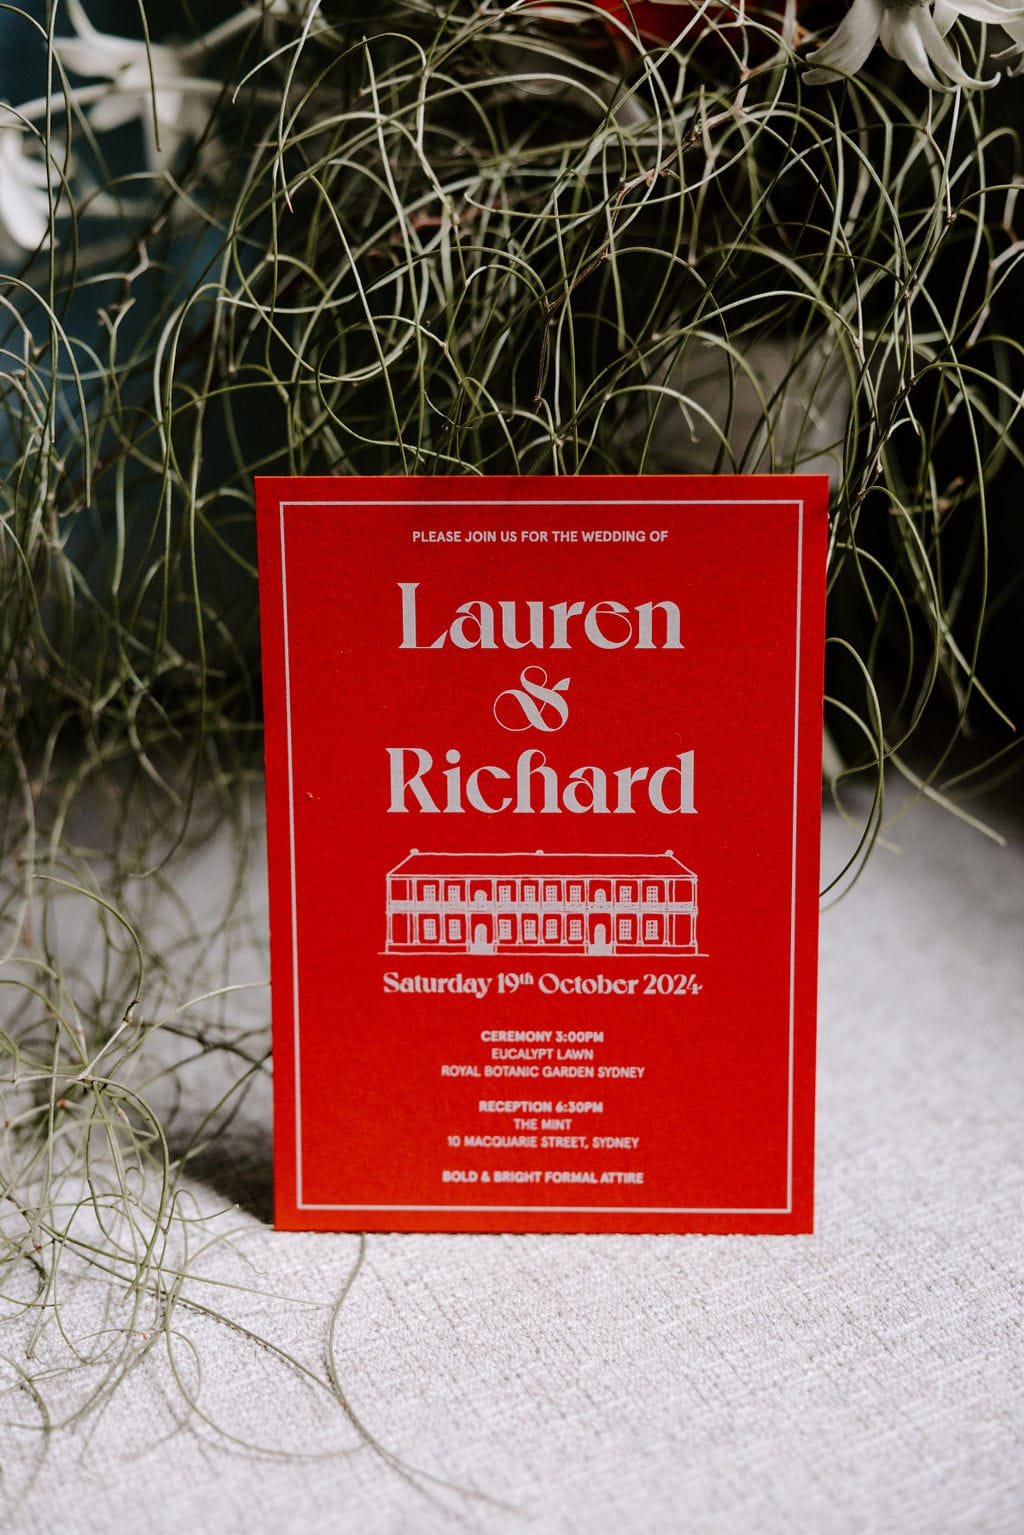 PLEASE JOIN US FOR THE WEDDING OF
Lauren
&
Richard
Saturday 19th October 2024
CEREMONY 3:00PM
EUCALYPT LAWN
ROYAL BOTANIC GARDEN SYDNEY
RECEPTION 6:30PM
THE MINT
10 MACQUARIE STREET, SYDNEY
BOLD & BRIGHT FORMAL ATTIRE